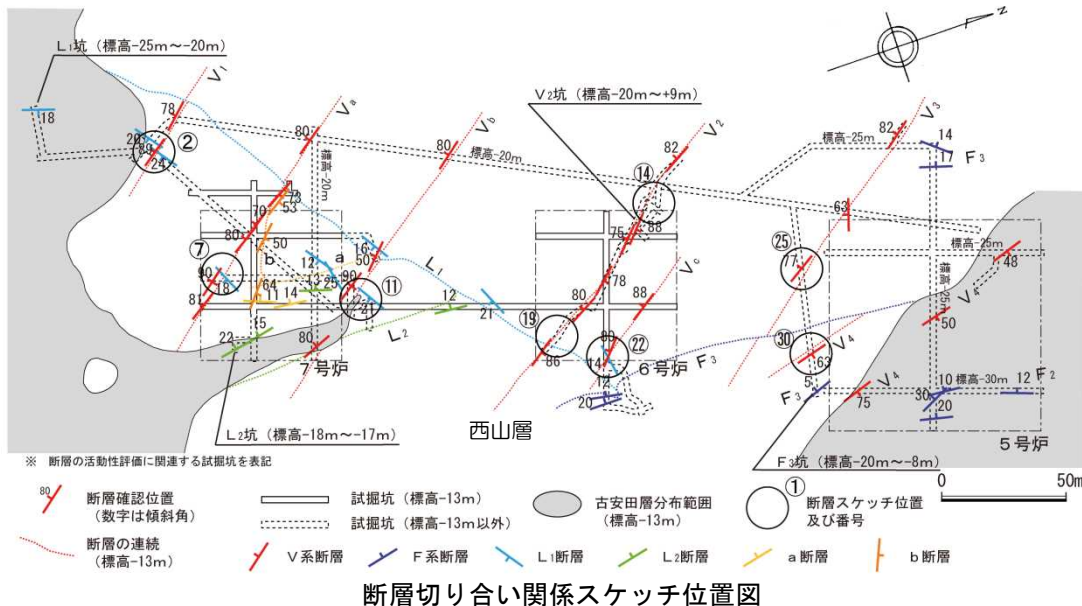 L₁坑（標高-25m～-20m）
V₁
Vₐ
V_b
V₂坑（標高-20m～+9m）
V₂
V₃
N
18
78
20
89
24
②
80
標高-20m
80
標高-20m
82
⑭
88
75
標高-25m
82
14
17
F₃
63
73
53
70
80
50
⑦
90
18
81
b
a
12
13
25
64
11
14
16
50
90
⑪
21
L₁
12
21
L₂
15
22
80
7号炉
78
V_c
88
80
⑲
86
89
㉒
14
12
20
F₃
6号炉
西山層
㉕
77
標高-25m
標高-25m
48
V₄
50
㉚
V₄
63
5
F₃
V₄
75
10
標高-30m
12
F₂
30
20
5号炉
L₂坑（標高-18m～-17m）
F₃坑（標高-20m～-8m）
0
50m
※ 断層の活動性評価に関連する試掘坑を表記
80
断層確認位置
（数字は傾斜角）
断層の連続
（標高-13m）
試掘坑（標高-13m）
試掘坑（標高-13m以外）
古安田層分布範囲
（標高-13m）
①
断層スケッチ位置
及び番号
V系断層
F系断層
L₁断層
L₂断層
a断層
b断層
断層切り合い関係スケッチ位置図